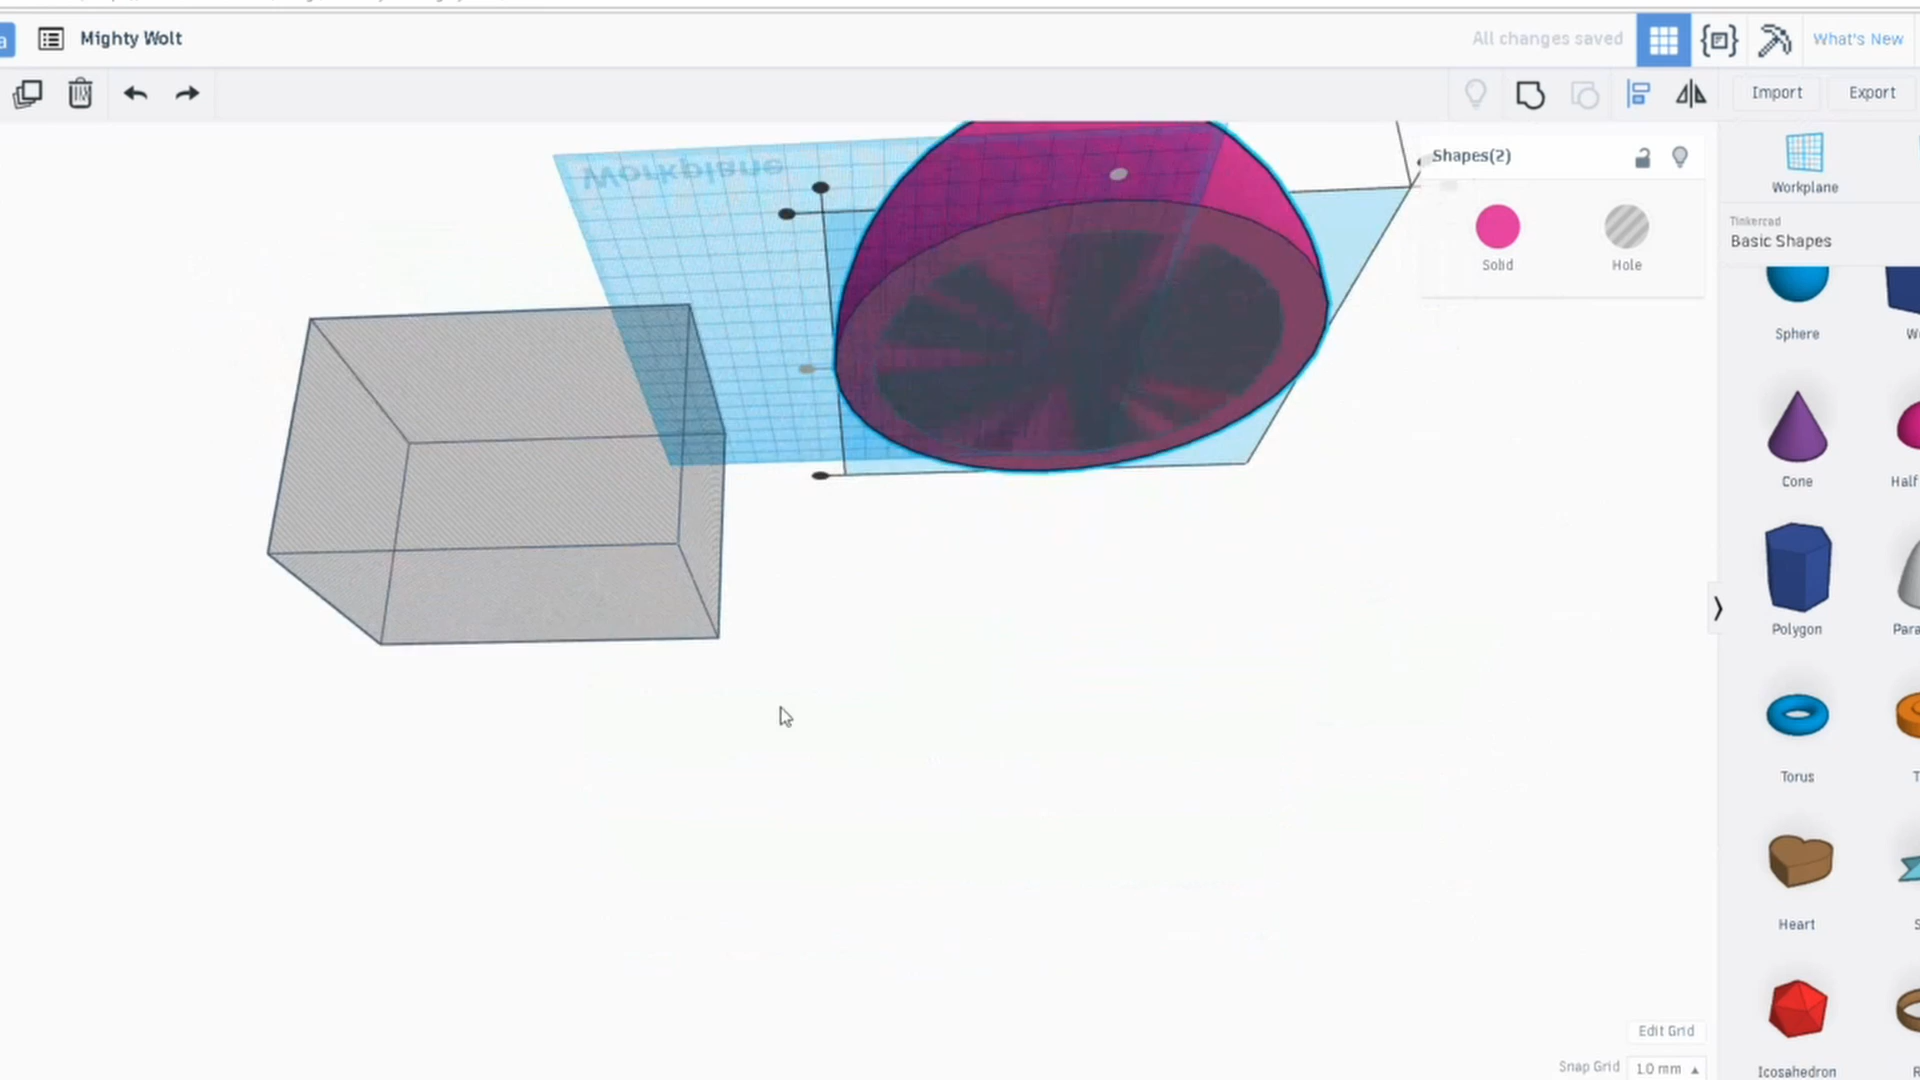 a
Mighty Wolt
All changes saved
What's New
Import
Export
Workplane
Shapes(2)
Solid
Hole
Workplane
Tinkercad
Basic Shapes
Sphere
W
Cone
Half
Polygon
Para
Torus
T
Heart
S
Icosahedron
R
Edit Grid
Snap Grid
1.0 mm